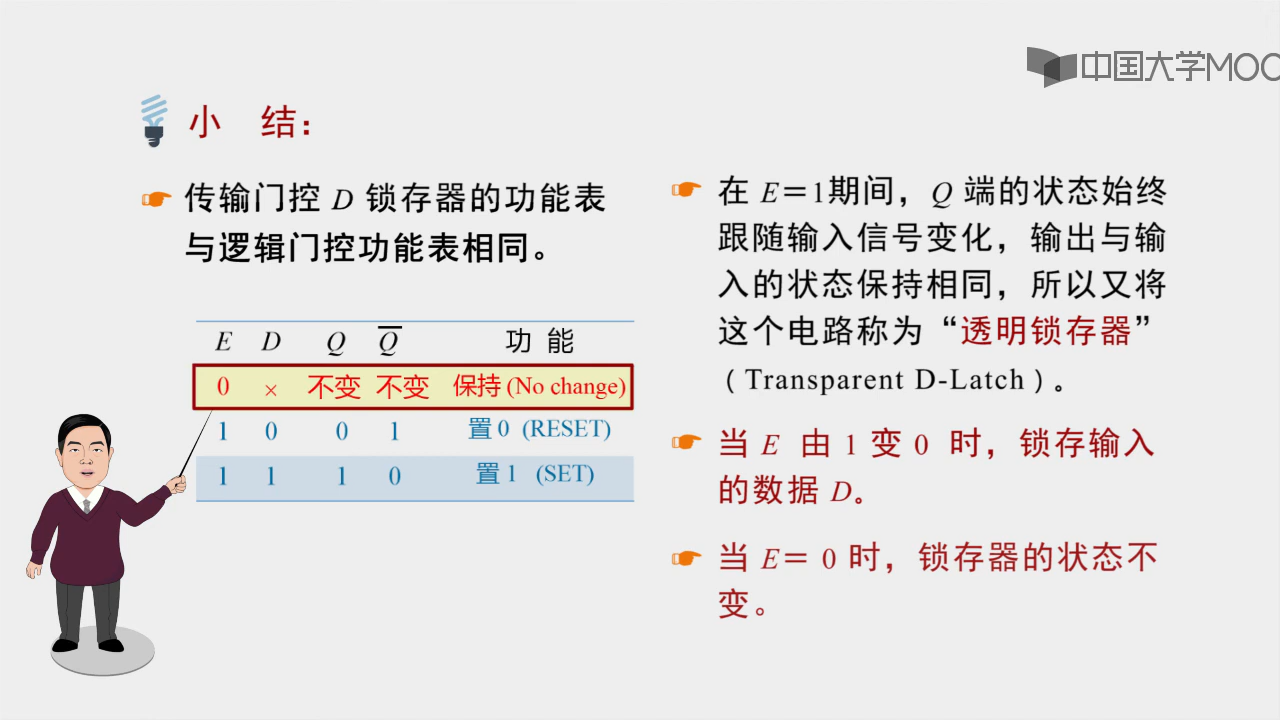 中国大学MOO
小 结：
传输门控 D 锁存器的功能表
与逻辑门控功能表相同。
E D Q Q̅ 功 能
0 × 不变 不变 保持 (No change)
1 0 0 1 置 0 (RESET)
1 1 1 0 置 1 (SET)
在 E＝1期间，Q 端的状态始终
跟随输入信号变化，输出与输
入的状态保持相同，所以又将
这个电路称为“透明锁存器”
（Transparent D-Latch）。
当 E 由 1 变 0 时，锁存输入
的数据 D。
当 E＝ 0 时，锁存器的状态不
变。